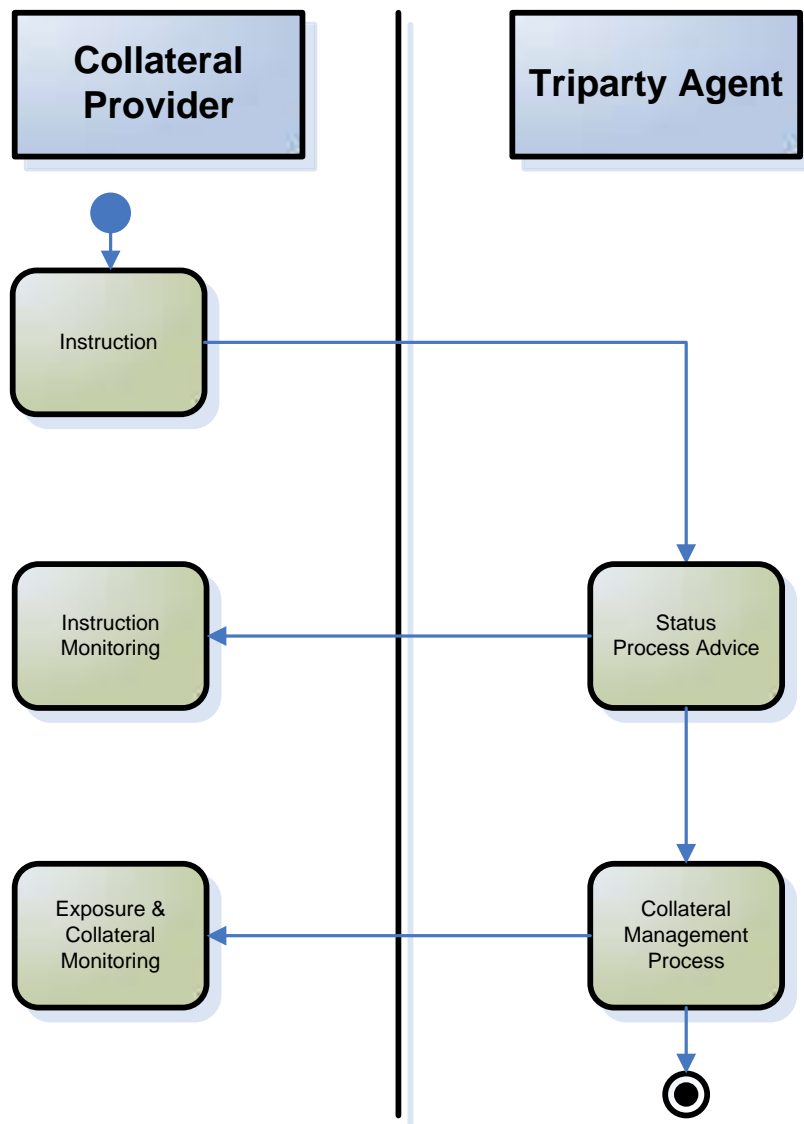 Collateral
Provider
Triparty Agent
Instruction
Instruction
Monitoring
Status
Process Advice
Exposure &
Collateral
Monitoring
Collateral
Management
Process